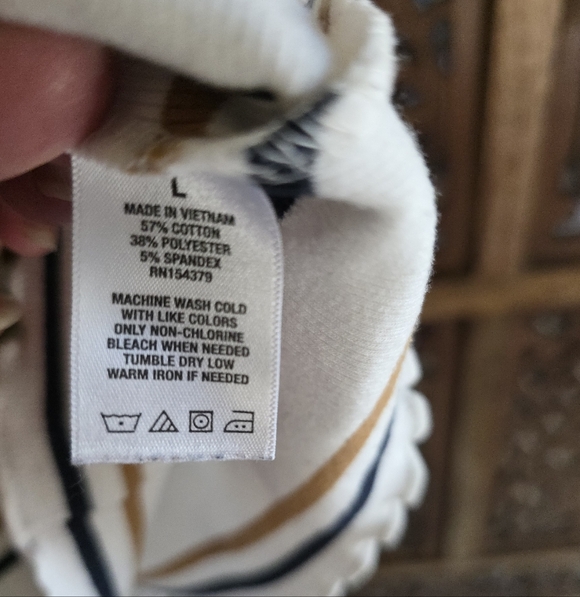 L
MADE IN VIETNAM
57% COTTON
38% POLYESTER
5% SPANDEX
RN154379
MACHINE WASH COLD
WITH LIKE COLORS
ONLY NON-CHLORINE
BLEACH WHEN NEEDED
TUMBLE DRY LOW
WARM IRON IF NEEDED